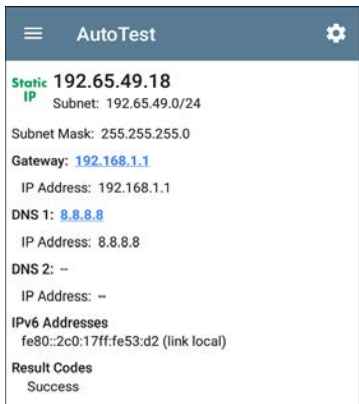 AutoTest
Static IP 192.65.49.18
Subnet: 192.65.49.0/24
Subnet Mask: 255.255.255.0
Gateway: 192.168.1.1
IP Address: 192.168.1.1
DNS 1: 8.8.8.8
IP Address: 8.8.8.8
DNS 2: --
IP Address: --
IPv6 Addresses
fe80::2c0:17ff:fe53:d2 (link local)
Result Codes
Success